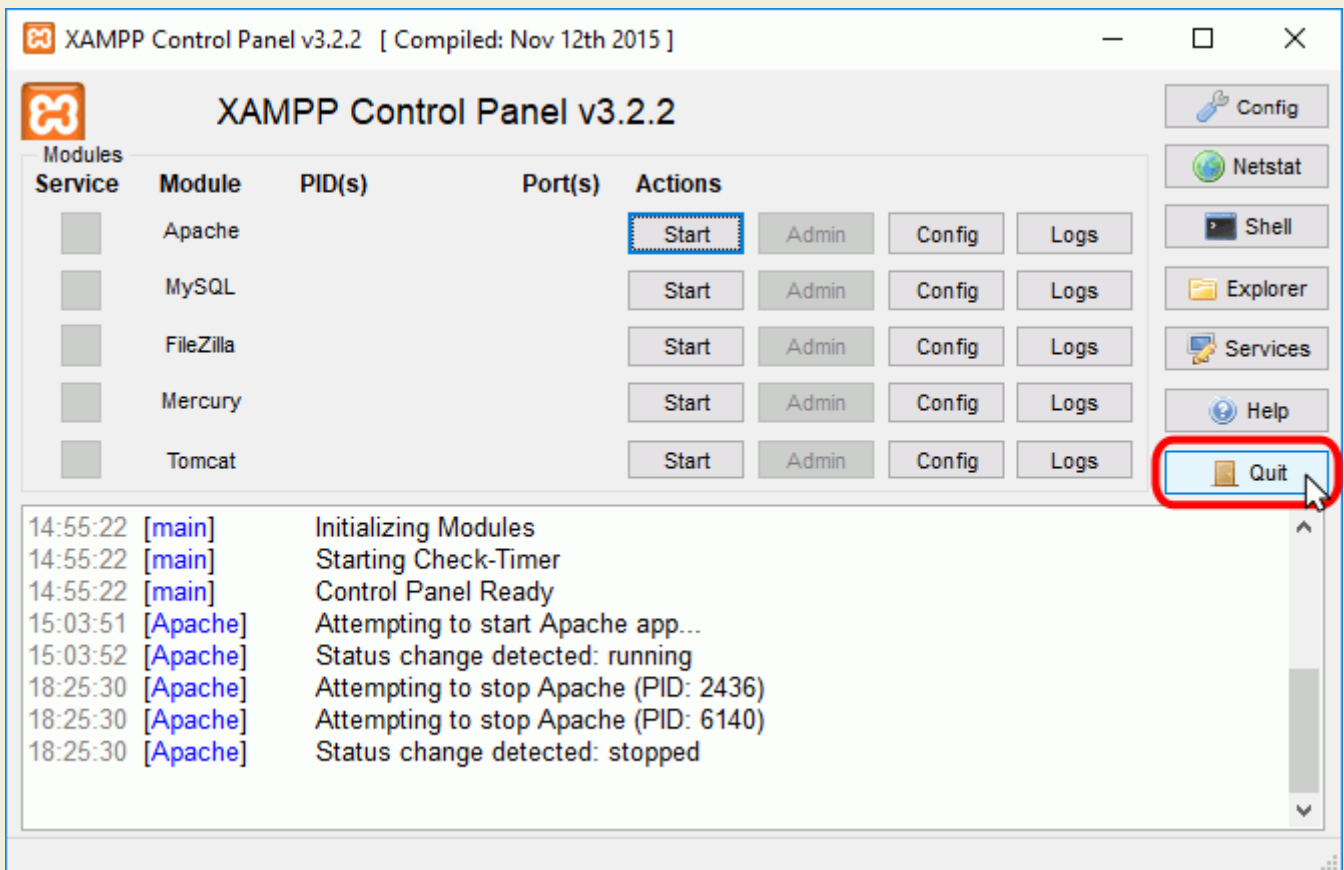 XAMPP Control Panel v3.2.2 [ Compiled: Nov 12th 2015 ]
XAMPP Control Panel v3.2.2
Config
Modules
Service Module PID(s) Port(s) Actions
Netstat
Apache Start Admin Config Logs
Shell
MySQL Start Admin Config Logs
Explorer
FileZilla Start Admin Config Logs
Services
Mercury Start Admin Config Logs
Help
Tomcat Start Admin Config Logs
Quit
14:55:22 [main] Initializing Modules
14:55:22 [main] Starting Check-Timer
14:55:22 [main] Control Panel Ready
15:03:51 [Apache] Attempting to start Apache app...
15:03:52 [Apache] Status change detected: running
18:25:30 [Apache] Attempting to stop Apache (PID: 2436)
18:25:30 [Apache] Attempting to stop Apache (PID: 6140)
18:25:30 [Apache] Status change detected: stopped